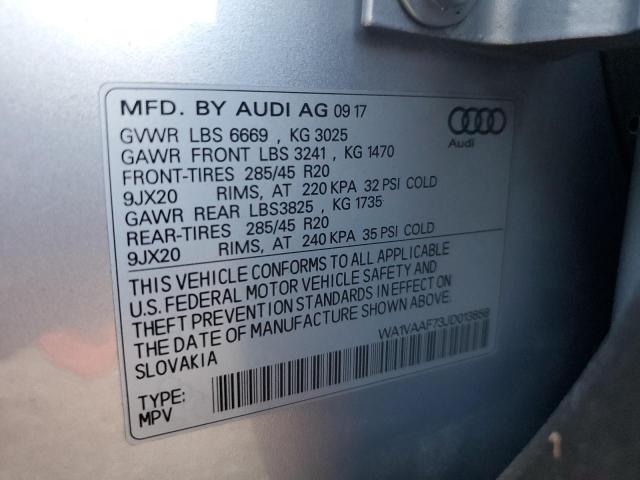 MFD. BY AUDI AG 09 17
Audi
GVWR LBS 6669 , KG 3025
GAWR FRONT LBS 3241 , KG 1470
FRONT-TIRES 285/45 R20
9JX20 RIMS, AT 220 KPA 32 PSI COLD
GAWR REAR LBS3825 , KG 1735
REAR-TIRES 285/45 R20
9JX20 RIMS, AT 240 KPA 35 PSI COLD
THIS VEHICLE CONFORMS TO ALL APPLICABLE
U.S. FEDERAL MOTOR VEHICLE SAFETY AND
THEFT PREVENTION STANDARDS IN EFFECT ON
THE DATE OF MANUFACTURE SHOWN ABOVE.
SLOVAKIA
WA1VAAF73JD013858
TYPE:
MPV